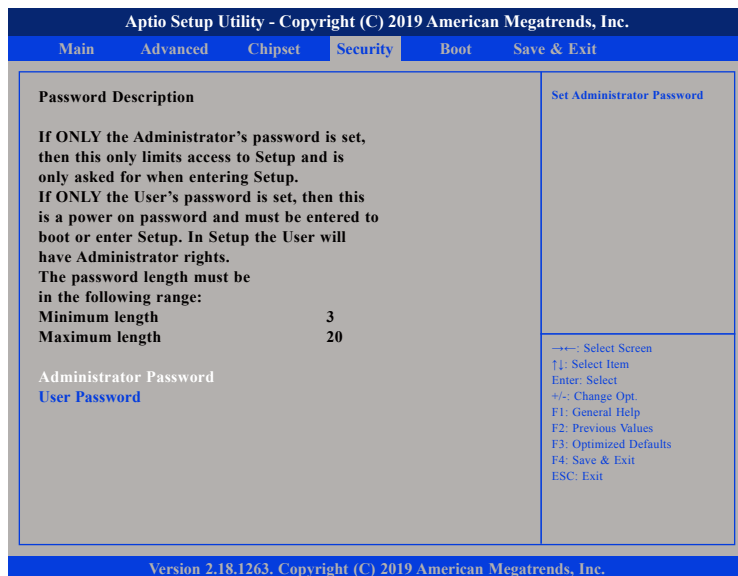 Aptio Setup Utility - Copyright (C) 2019 American Megatrends, Inc.
Main Advanced Chipset Security Boot Save & Exit
Password Description
If ONLY the Administrator's password is set,
then this only limits access to Setup and is
only asked for when entering Setup.
If ONLY the User's password is set, then this
is a power on password and must be entered to
boot or enter Setup. In Setup the User will
have Administrator rights.
The password length must be
in the following range:
Minimum length 3
Maximum length 20
Administrator Password
User Password
Set Administrator Password
→←: Select Screen
↑↓: Select Item
Enter: Select
+/-: Change Opt.
F1: General Help
F2: Previous Values
F3: Optimized Defaults
F4: Save & Exit
ESC: Exit
Version 2.18.1263. Copyright (C) 2019 American Megatrends, Inc.